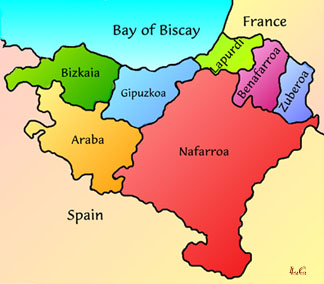 France
Bay of Biscay
Lapurdi
Bizkaia
Gipuzkoa
Benafarroa
Zuberoa
Araba
Nafarroa
Spain